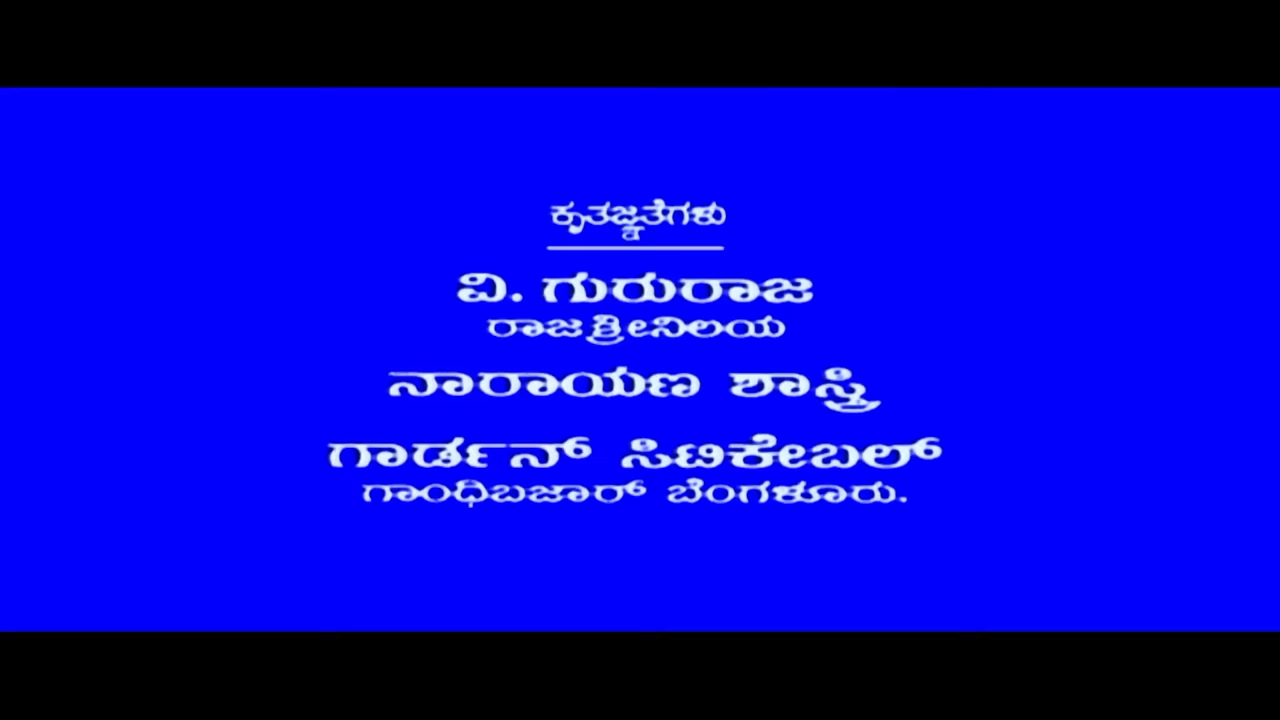 ಕೃತಜ್ಞತೆಗಳು
ವಿ. ಗುರುರಾಜ
ರಾಜಶ್ರೀನಿಲಯ
ನಾರಾಯಣ ಶಾಸ್ತ್ರಿ
ಗಾರ್ಡನ್ ಸಿಟಿಕೇಬಲ್
ಗಾಂಧಿಬಜಾರ್ ಬೆಂಗಳೂರು.